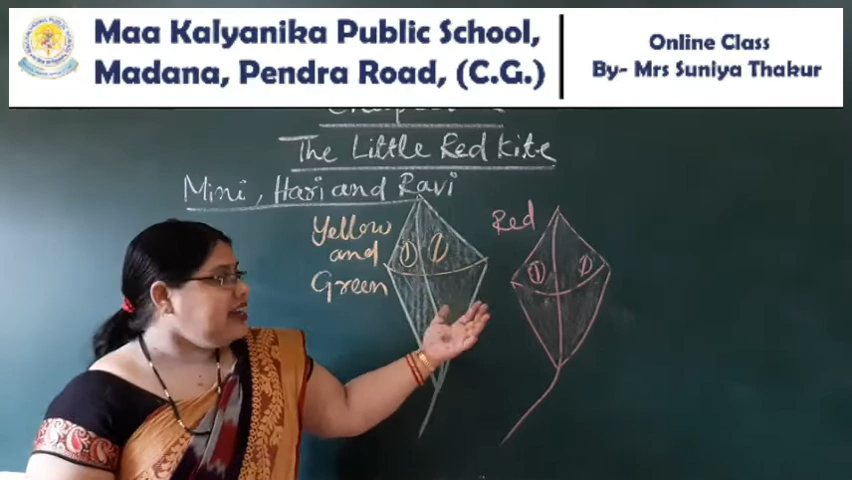 Maa Kalyanika Public School,
Madana, Pendra Road, (C.G.)
Online Class
By- Mrs Suniya Thakur
The Little Red Kite
Mini, Hari and Ravi
Yellow
and
Green
Red